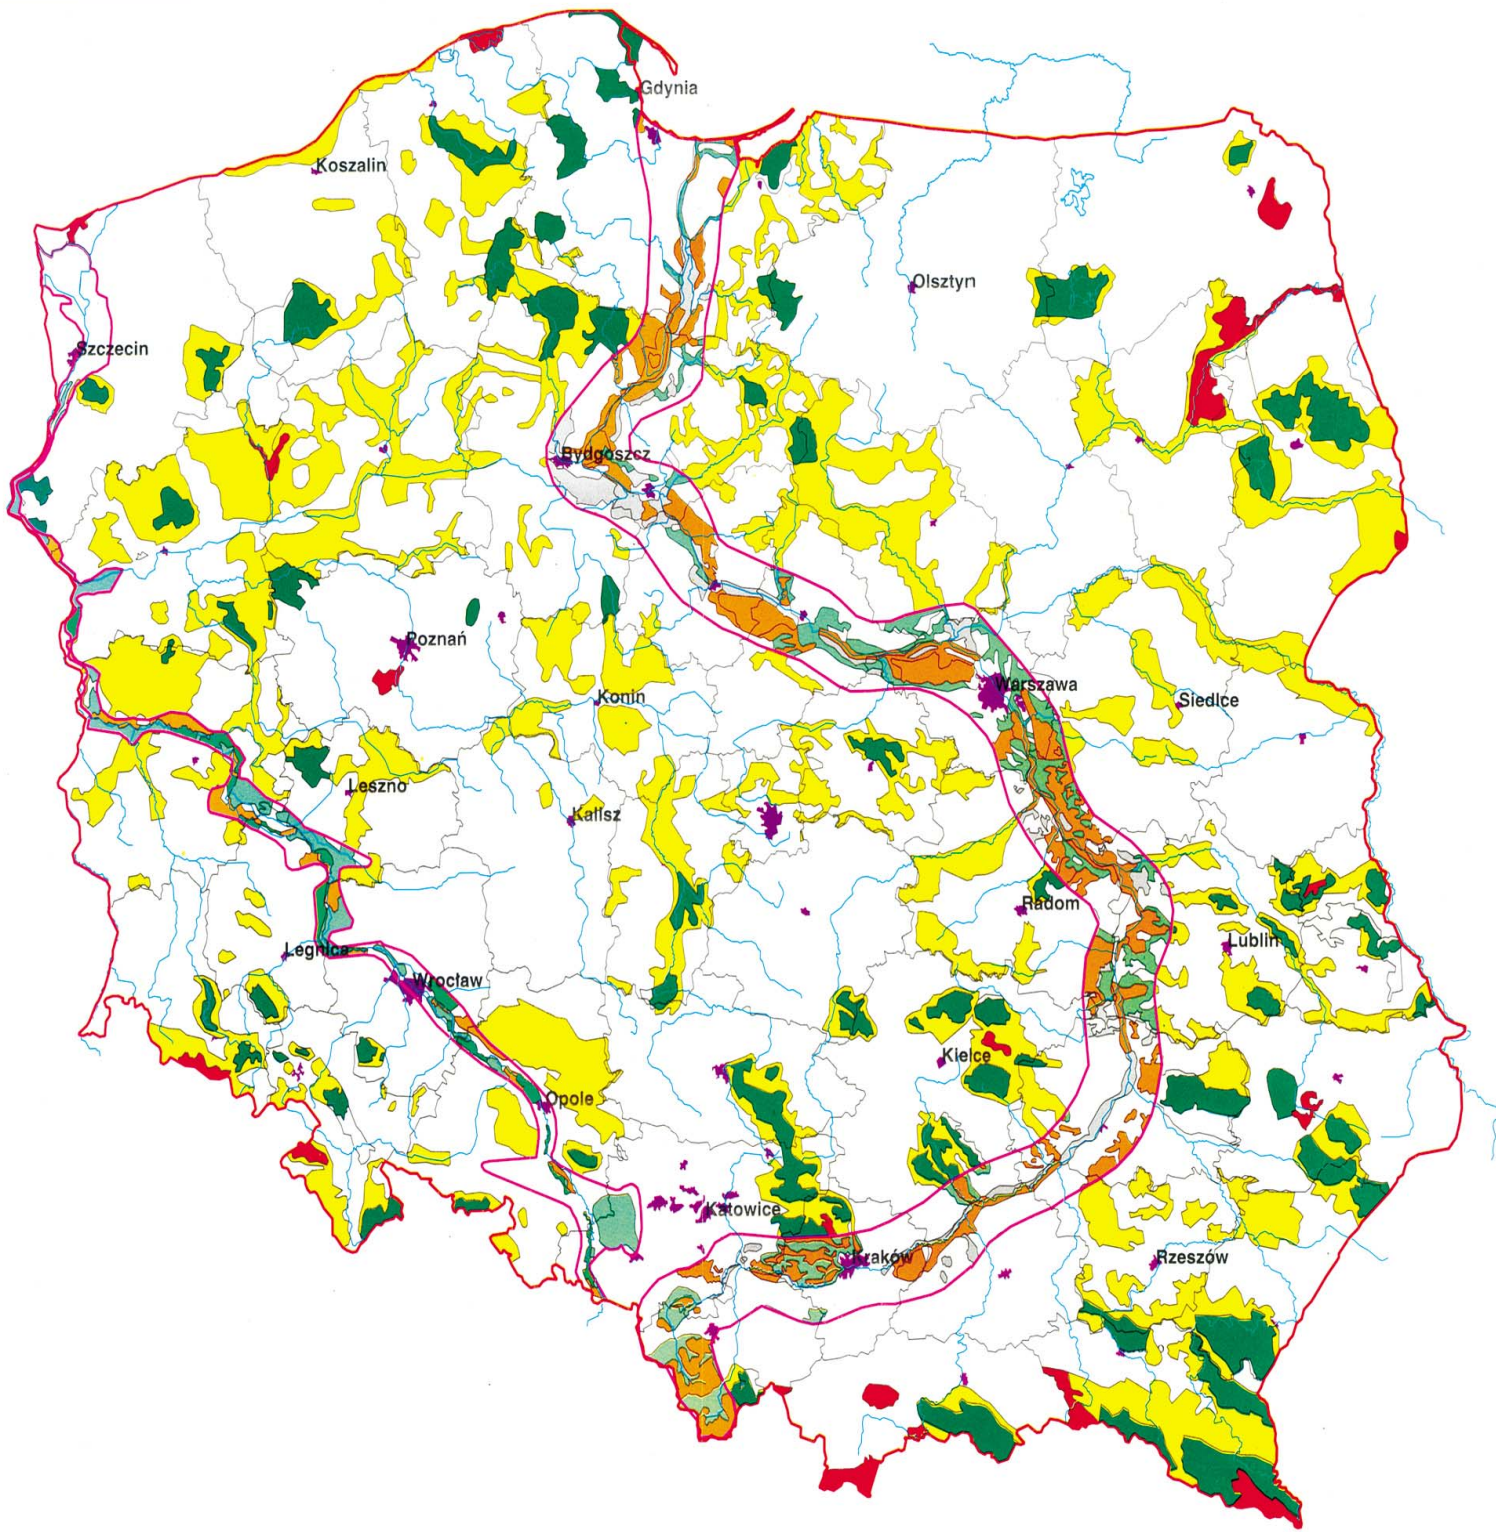 Gdynia
Koszalin
Olsztyn
Szczecin
Bydgoszcz
Poznań
Warszawa
Konin
Siedlce
Leszno
Kalisz
Radom
Lublin
Legnica
Wrocław
Kielce
Opole
Katowice
Kraków
Rzeszów